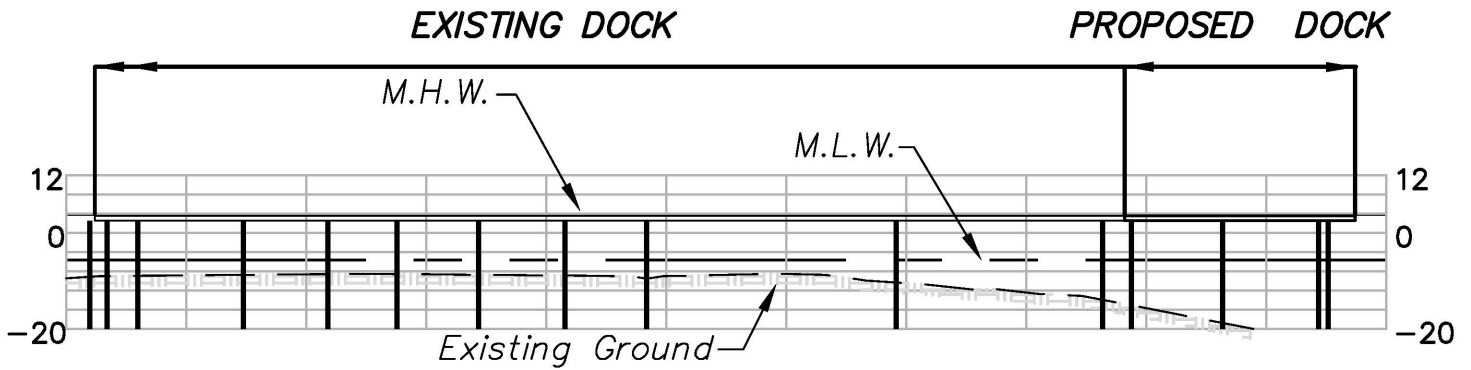 EXISTING DOCK
PROPOSED DOCK
M.H.W.
M.L.W.
12
12
0
0
-20
-20
Existing Ground